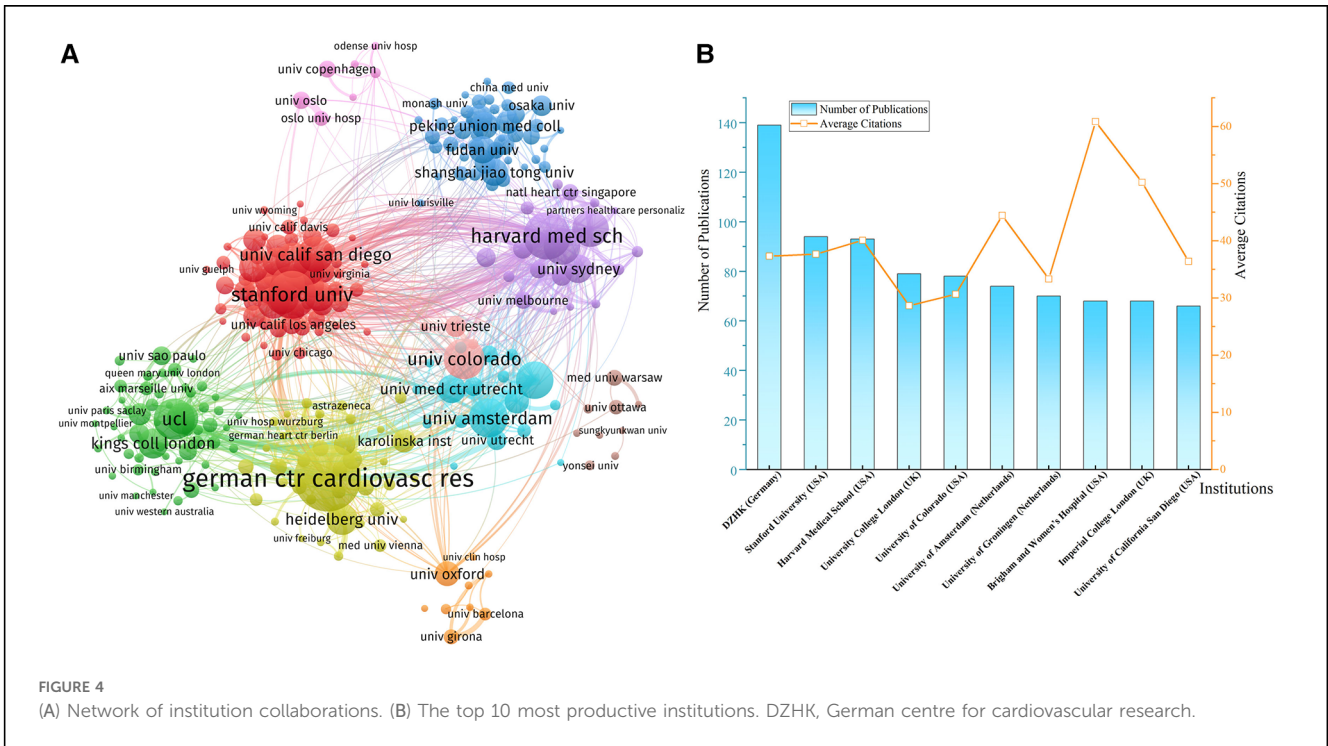 A
odense univ hosp
univ copenhagen
univ oslo
oslo univ hosp
china med univ
monash univ
osaka univ
peking union med coll
fudan univ
shanghai jiao tong univ
natl heart ctr singapore
univ louisville
partners healthcare personaliz
univ wyoming
univ calif davis
harvard med sch
univ calif san diego
univ guelph
univ virginia
univ sydney
stanford univ
univ melbourne
univ calif los angeles
univ trieste
univ chicago
univ sao paulo
univ colorado
queen mary univ london
aix marseille univ
univ med ctr utrecht
med univ warsaw
univ paris saclay
astrazeneca
univ ottawa
univ montpellier
ucl
univ hosp wurzburg
univ amsterdam
german heart ctr berlin
sungkyunkwan univ
kings coll london
karolinska inst
univ utrecht
univ birmingham
yonsei univ
german ctr cardiovasc res
univ manchester
univ western australia
heidelberg univ
univ freiburg
med univ vienna
univ clin hosp
univ oxford
univ barcelona
univ girona
B
Number of Publications
Average Citations
140
120
100
80
60
40
20
0
Number of Publications
60
50
40
30
20
10
0
Average Citations
DZHK (Germany)
Stanford University (USA)
Harvard Medical School (USA)
University College London (UK)
University of Colorado (USA)
University of Amsterdam (Netherlands)
University of Groningen (Netherlands)
Brigham and Women's Hospital (USA)
Imperial College London (UK)
University of California San Diego (USA)
Institutions
FIGURE 4
(A) Network of institution collaborations. (B) The top 10 most productive institutions. DZHK, German centre for cardiovascular research.